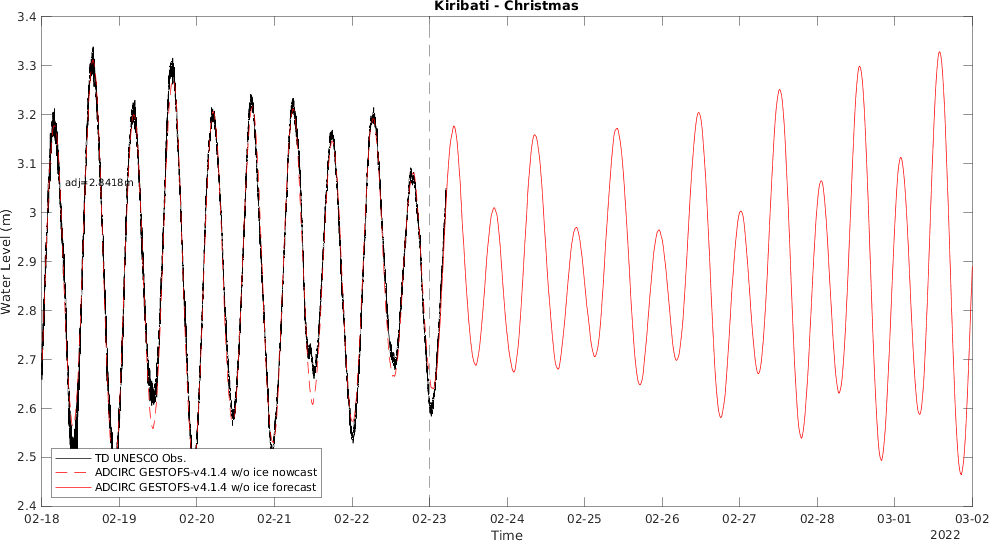 Kiribati - Christmas
3.4
3.3
3.2
3.1
3
2.9
2.8
2.7
2.6
2.5
2.4
Water Level (m)
adj=2.8418m
TD UNESCO Obs.
ADCIRC GESTOFS-v4.1.4 w/o ice nowcast
ADCIRC GESTOFS-v4.1.4 w/o ice forecast
02-18 02-19 02-20 02-21 02-22 02-23 02-24 02-25 02-26 02-27 02-28 03-01 03-02
Time
2022